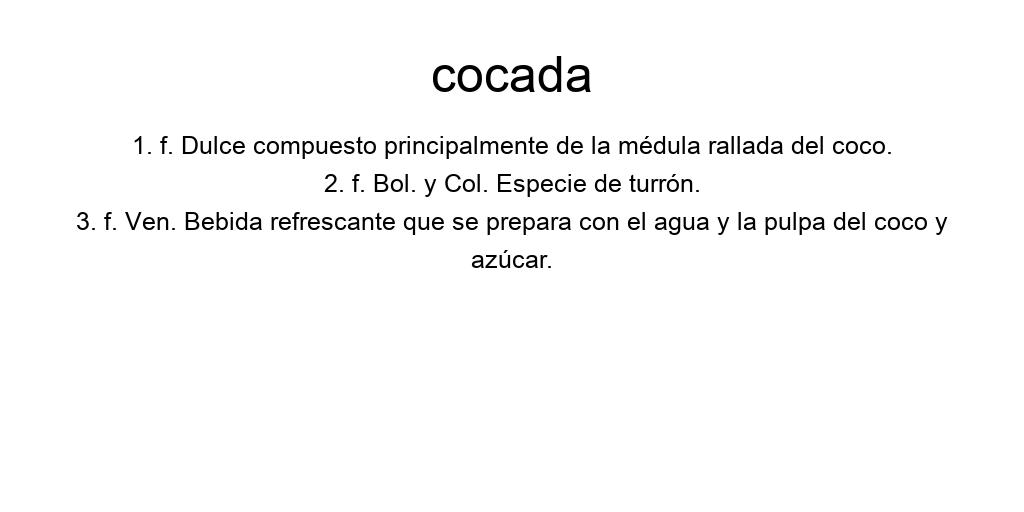 cocada
1. f. Dulce compuesto principalmente de la médula rallada del coco.
2. f. Bol. y Col. Especie de turrón.
3. f. Ven. Bebida refrescante que se prepara con el agua y la pulpa del coco y
azúcar.